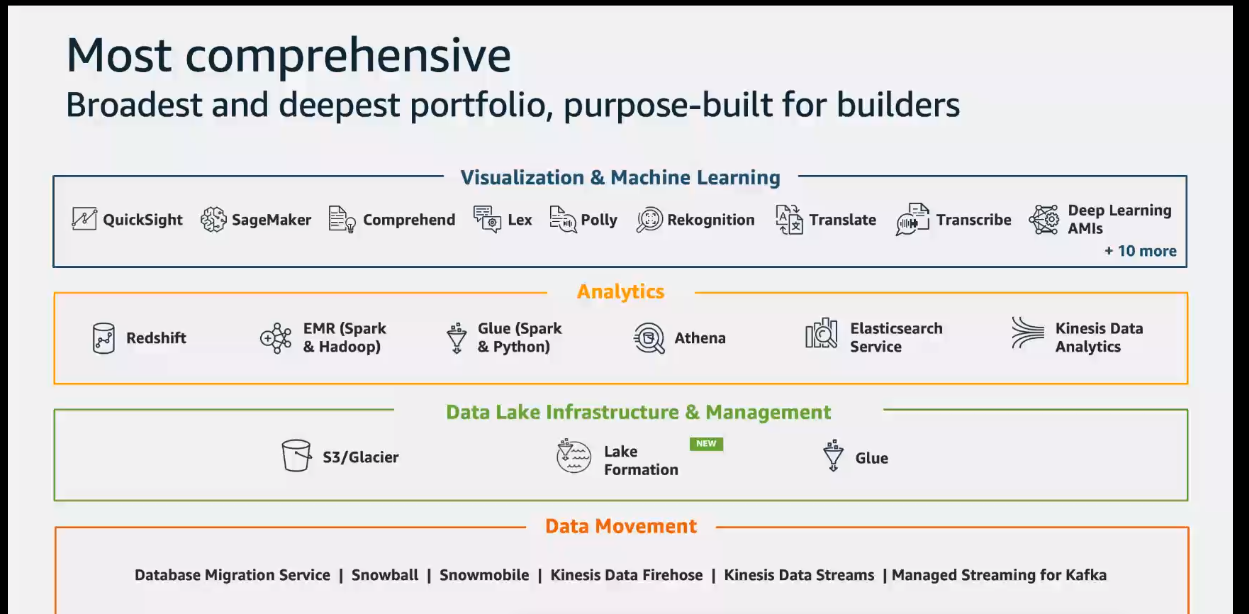 Most comprehensive
Broadest and deepest portfolio, purpose-built for builders
Visualization & Machine Learning
QuickSight SageMaker Comprehend Lex Polly Rekognition Translate Transcribe Deep Learning
AMIs
+ 10 more
Analytics
Redshift EMR (Spark
& Hadoop) Glue (Spark
& Python) Athena Elasticsearch
Service Kinesis Data
Analytics
Data Lake Infrastructure & Management
S3/Glacier Lake
Formation NEW Glue
Data Movement
Database Migration Service | Snowball | Snowmobile | Kinesis Data Firehose | Kinesis Data Streams | Managed Streaming for Kafka